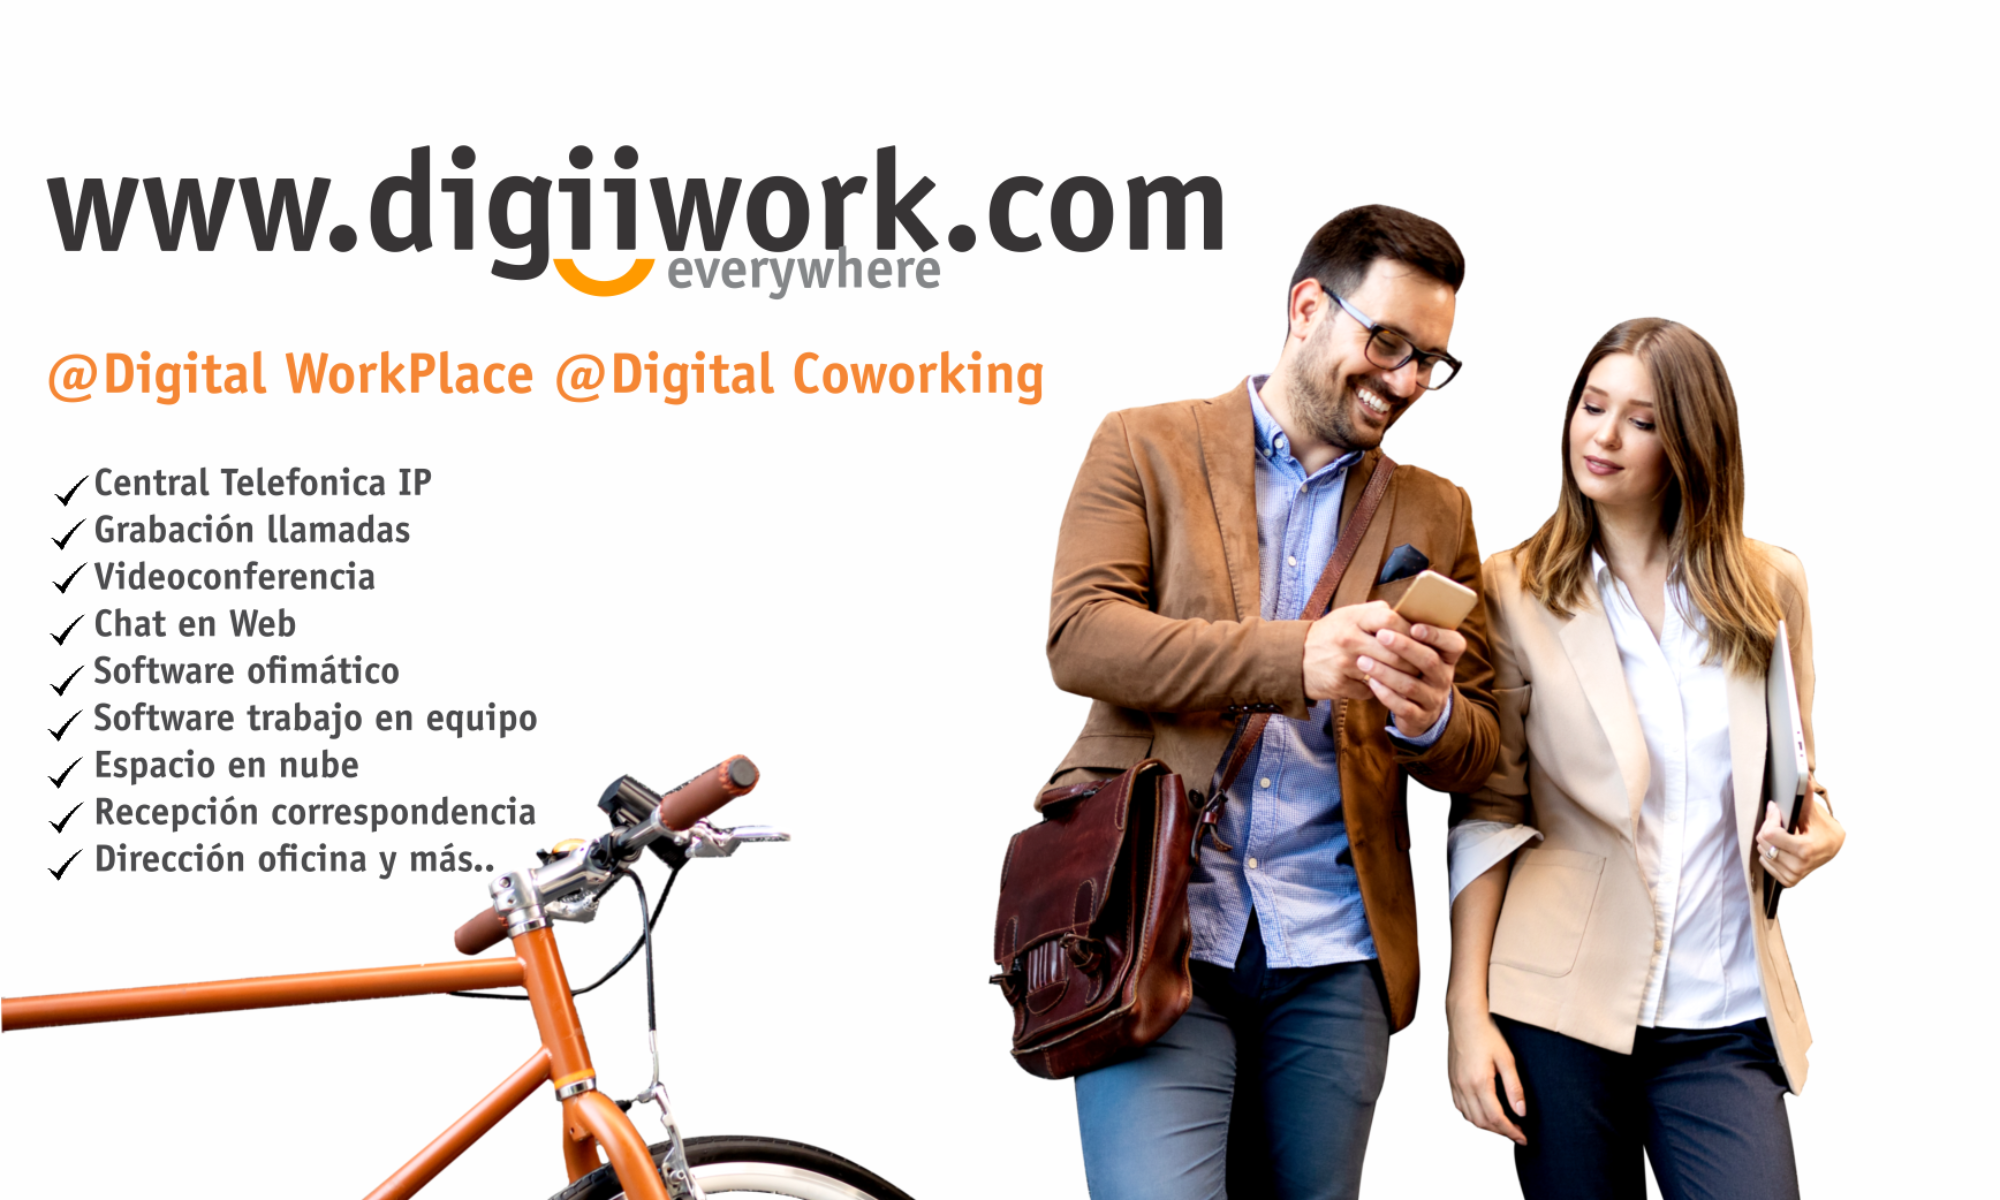 www.digiiwork.com
everywhere
@Digital WorkPlace @Digital Coworking
Central Telefonica IP
Grabación llamadas
Videoconferencia
Chat en Web
Software ofimático
Software trabajo en equipo
Espacio en nube
Recepción correspondencia
Dirección oficina y más..